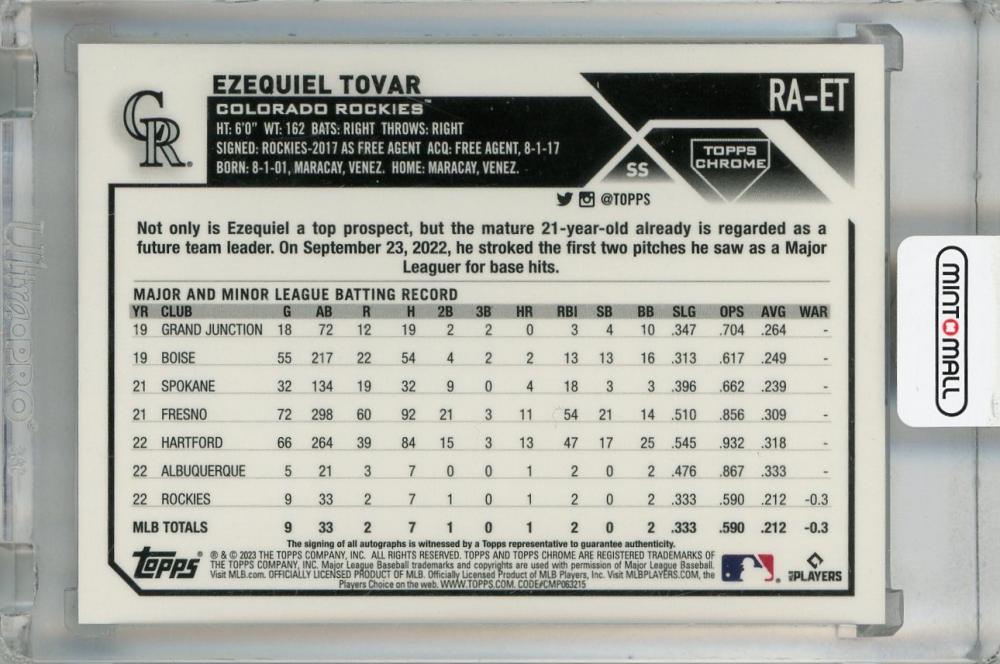 EZEQUIEL TOVAR
COLORADO ROCKIES™
HT: 6'0" WT: 162 BATS: RIGHT THROWS: RIGHT
SIGNED: ROCKIES-2017 AS FREE AGENT ACQ: FREE AGENT, 8-1-17
BORN: 8-1-01, MARACAY, VENEZ. HOME: MARACAY, VENEZ.
CR®
RA-ET
SS
TOPPS
CHROME
@TOPPS
Not only is Ezequiel a top prospect, but the mature 21-year-old already is regarded as a
future team leader. On September 23, 2022, he stroked the first two pitches he saw as a Major
Leaguer for base hits.
MAJOR AND MINOR LEAGUE BATTING RECORD
YR CLUB G AB R H 2B 3B HR RBI SB BB SLG OPS AVG WAR
19 GRAND JUNCTION 18 72 12 19 2 2 0 3 4 10 .347 .704 .264 -
19 BOISE 55 217 22 54 4 2 2 13 13 16 .313 .617 .249 -
21 SPOKANE 32 134 19 32 9 0 4 18 3 3 .396 .662 .239 -
21 FRESNO 72 298 60 92 21 3 11 54 21 14 .510 .856 .309 -
22 HARTFORD 66 264 39 84 15 3 13 47 17 25 .545 .932 .318 -
22 ALBUQUERQUE 5 21 3 7 0 0 1 2 0 2 .476 .867 .333 -
22 ROCKIES 9 33 2 7 1 0 1 2 0 2 .333 .590 .212 -0.3
MLB TOTALS 9 33 2 7 1 0 1 2 0 2 .333 .590 .212 -0.3
The signing of all autographs is witnessed by a Topps representative to guarantee authenticity.
Topps®
® & © 2023 THE TOPPS COMPANY, INC. ALL RIGHTS RESERVED. TOPPS AND TOPPS CHROME ARE REGISTERED TRADEMARKS OF
THE TOPPS COMPANY, INC. Major League Baseball trademarks and copyrights are used with permission of Major League Baseball.
Visit MLB.com. OFFICIALLY LICENSED PRODUCT OF MLB. Officially Licensed Product of MLB Players, Inc. Visit MLBPLAYERS.COM, the
Players Choice on the web. WWW.TOPPS.COM. CODE#CMP063215
MLBPLAYERS
MINT MALL
Ultra PRO